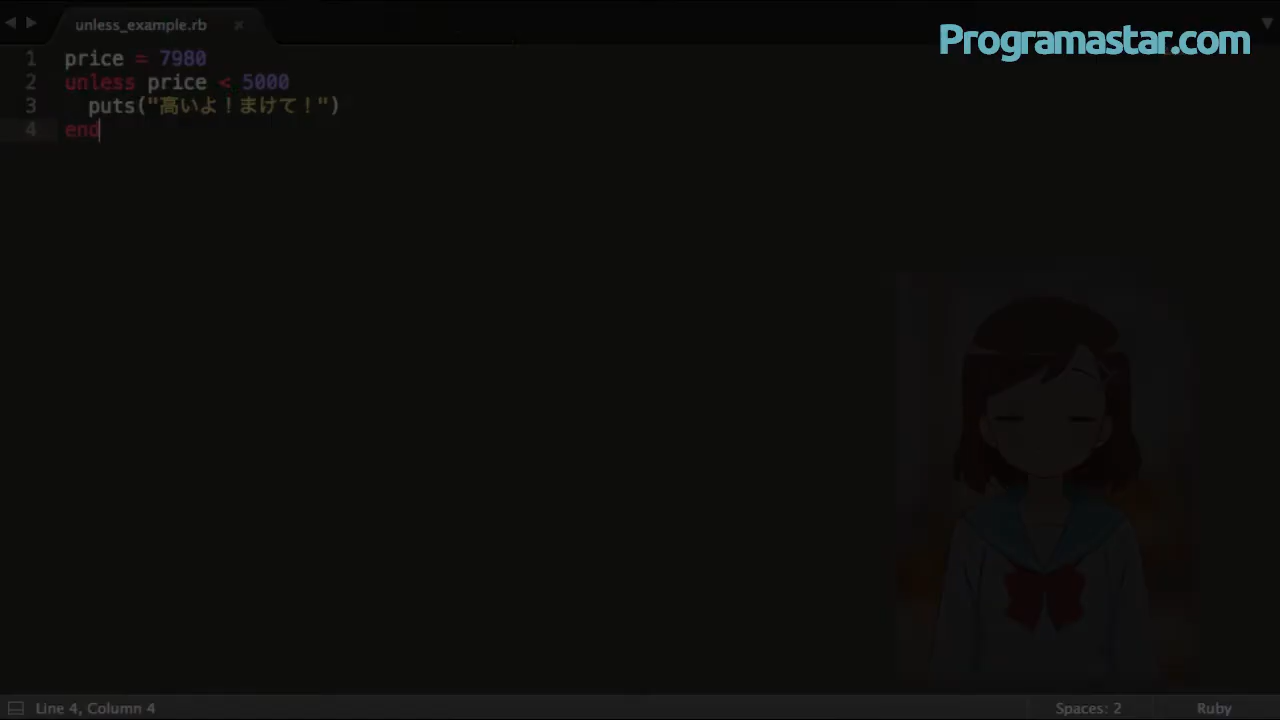 unless_example.rb
Programastar.com
1 price = 7980
2 unless price < 5000
3 puts("高いよ！まけて！")
4 end
Line 4, Column 4
Spaces: 2
Ruby